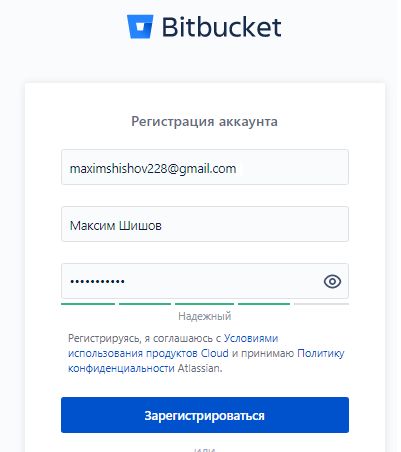 Bitbucket
Регистрация аккаунта
maximshishov228@gmail.com
Максим Шишов
•••••••••••
Надежный
Регистрируясь, я соглашаюсь с Условиями
использования продуктов Cloud и принимаю Политику
конфиденциальности Atlassian.
Зарегистрироваться
или